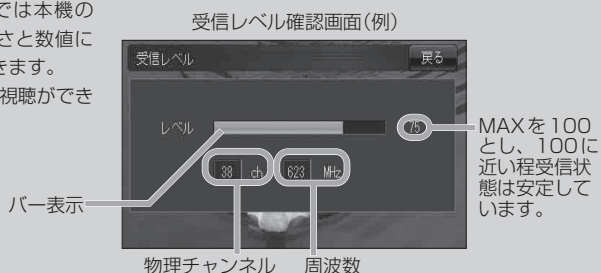 では本機の
さと数値に
きます。
視聴ができ
受信レベル確認画面(例)
受信レベル
戻る
レベル
75
38 ch 623 MHz
MAXを100
とし、100に
近い程受信状
態は安定して
います。
バー表示
物理チャンネル
周波数